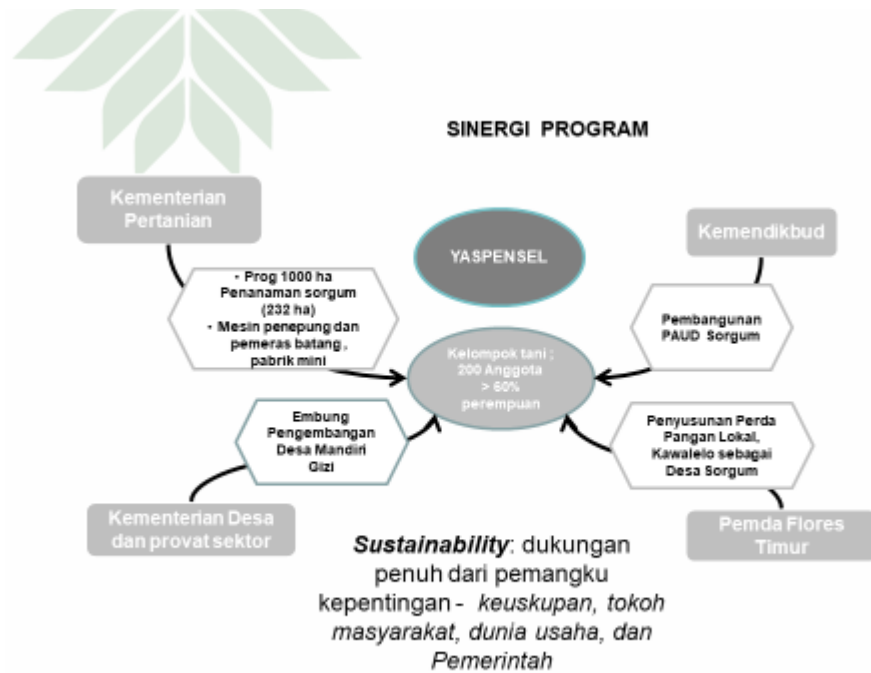 SINERGI PROGRAM
Kementerian
Pertanian
YASPENSEL
Kemendikbud
- Prog 1000 ha
Penanaman sorgum
(232 ha)
- Mesin penepung dan
pemeras batang ,
pabrik mini
Pembangunan
PAUD Sorgum
Kelompok tani ;
200 Anggota
> 60%
perempuan
Embung
Pengembangan
Desa Mandiri
Gizi
Penyusunan Perda
Pangan Lokal,
Kawalelo sebagai
Desa Sorgum
Kementerian Desa
dan provat sektor
Pemda Flores
Timur
Sustainability: dukungan
penuh dari pemangku
kepentingan - keuskupan, tokoh
masyarakat, dunia usaha, dan
Pemerintah